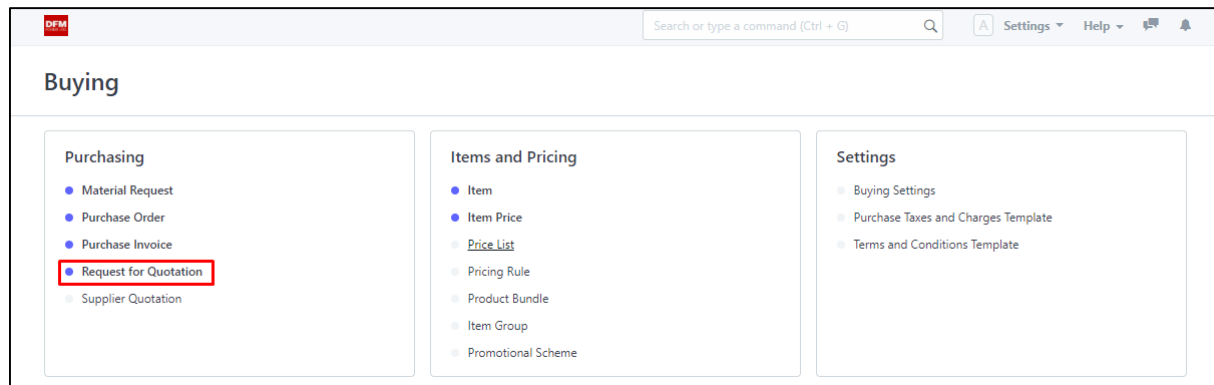 DFM
Search or type a command (Ctrl + G)
A Settings Help
Buying
Purchasing
Material Request
Purchase Order
Purchase Invoice
Request for Quotation
Supplier Quotation
Items and Pricing
Item
Item Price
Price List
Pricing Rule
Product Bundle
Item Group
Promotional Scheme
Settings
Buying Settings
Purchase Taxes and Charges Template
Terms and Conditions Template